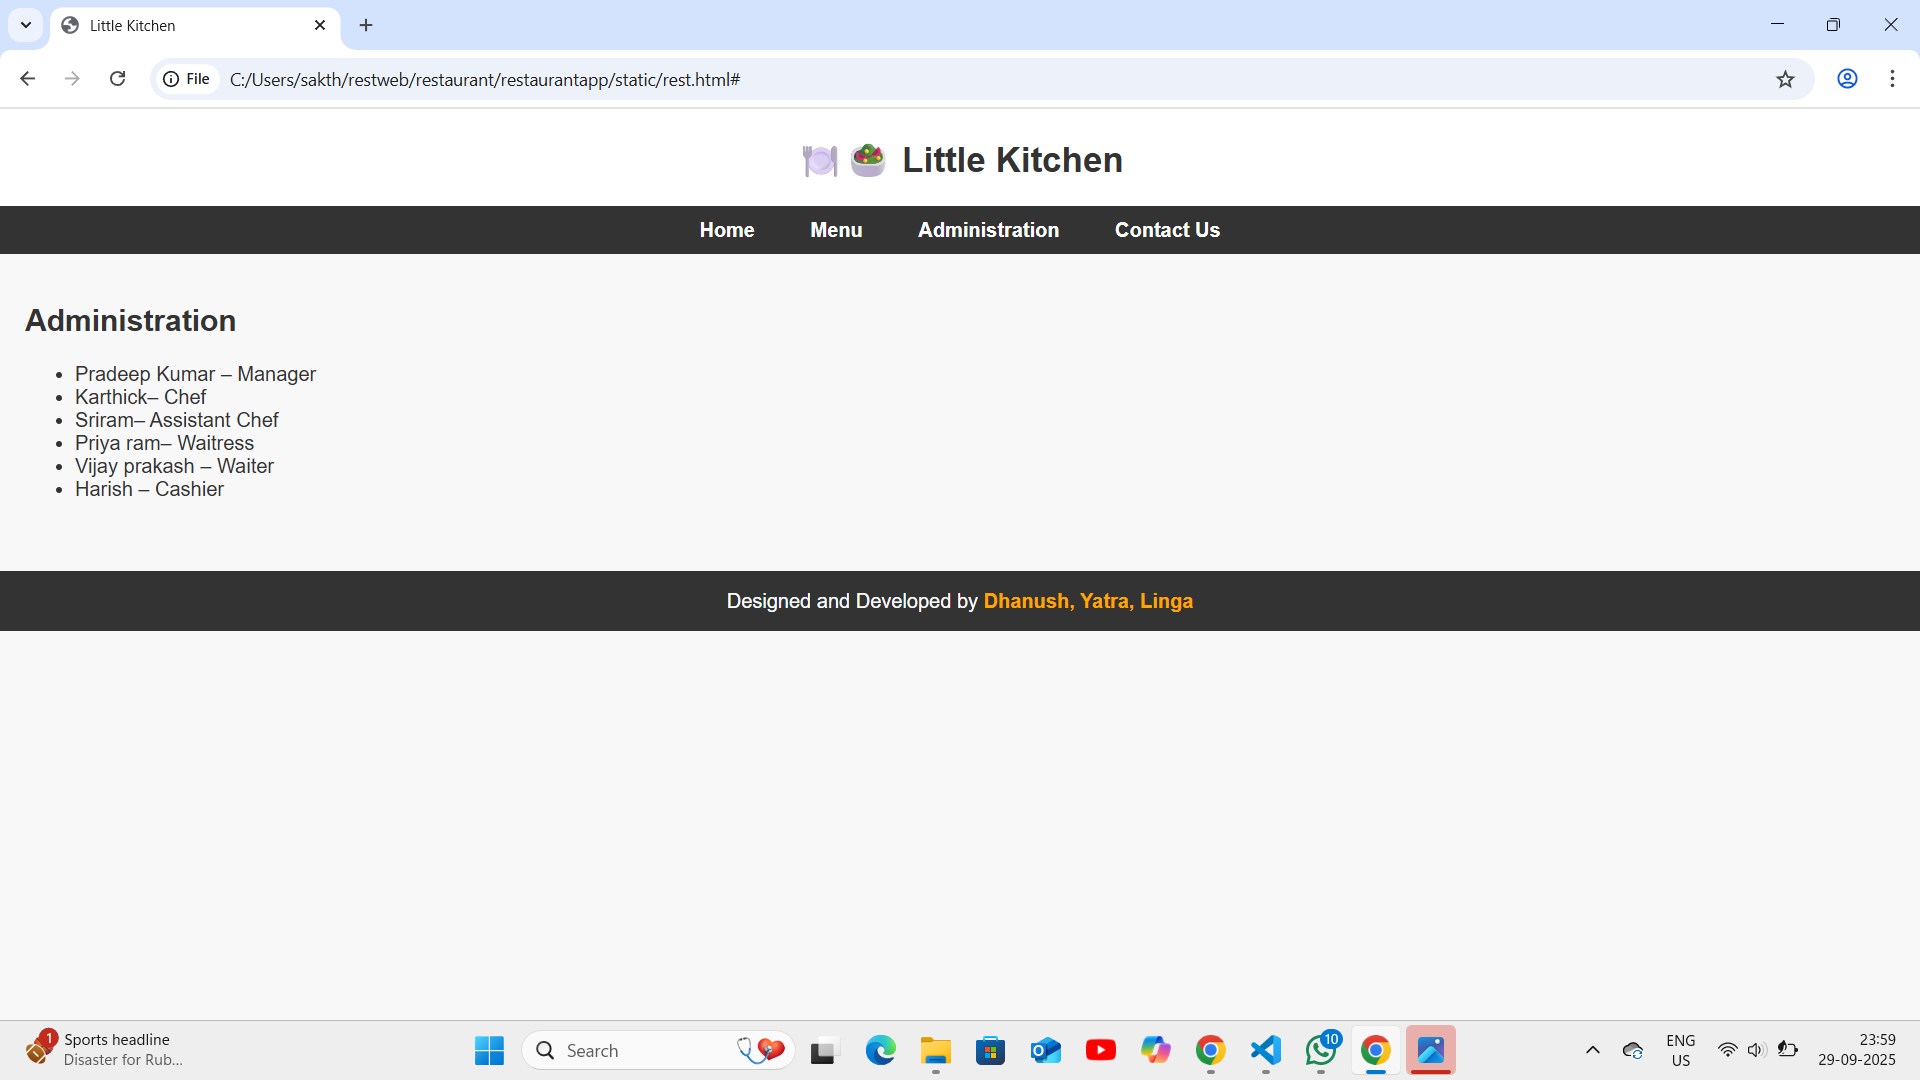 Little Kitchen
File
C:/Users/sakth/restweb/restaurant/restaurantapp/static/rest.html#
Little Kitchen
Home Menu Administration Contact Us
Administration
• Pradeep Kumar – Manager
• Karthick– Chef
• Sriram– Assistant Chef
• Priya ram– Waitress
• Vijay prakash – Waiter
• Harish – Cashier
Designed and Developed by Dhanush, Yatra, Linga
1
Sports headline
Disaster for Rub...
Search
10
ENG
US
23:59
29-09-2025